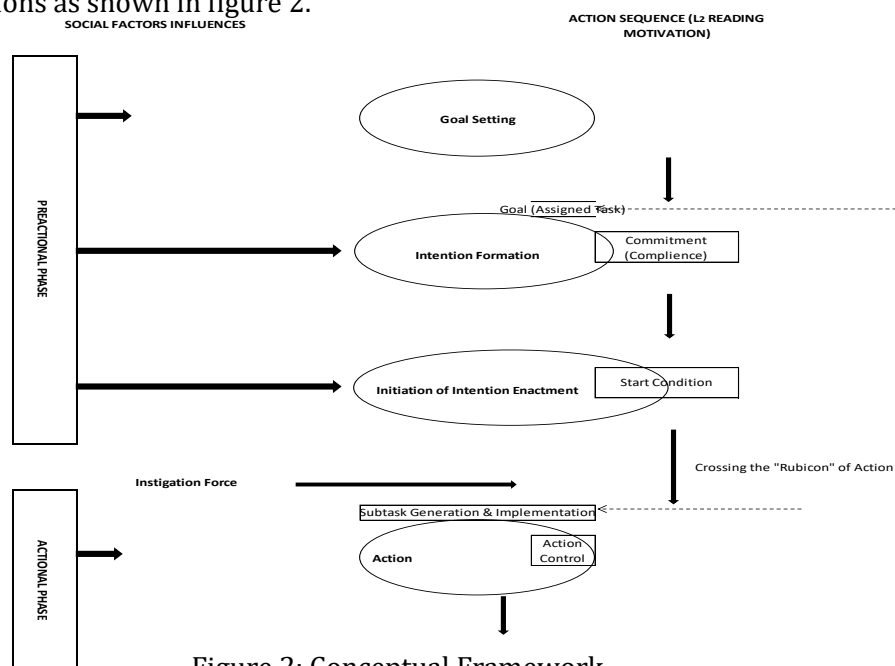 ions as shown in figure 2.
SOCIAL FACTORS INFLUENCES
ACTION SEQUENCE (L2 READING
MOTIVATION)
PREACTIONAL PHASE
Goal Setting
Goal (Assigned Task)
Intention Formation
Commitment
(Complience)
Initiation of Intention Enactment
Start Condition
Crossing the "Rubicon" of Action
Instigation Force
Subtask Generation & Implementation
ACTIONAL PHASE
Action
Action
Control
Figure 2: Conceptual Framework